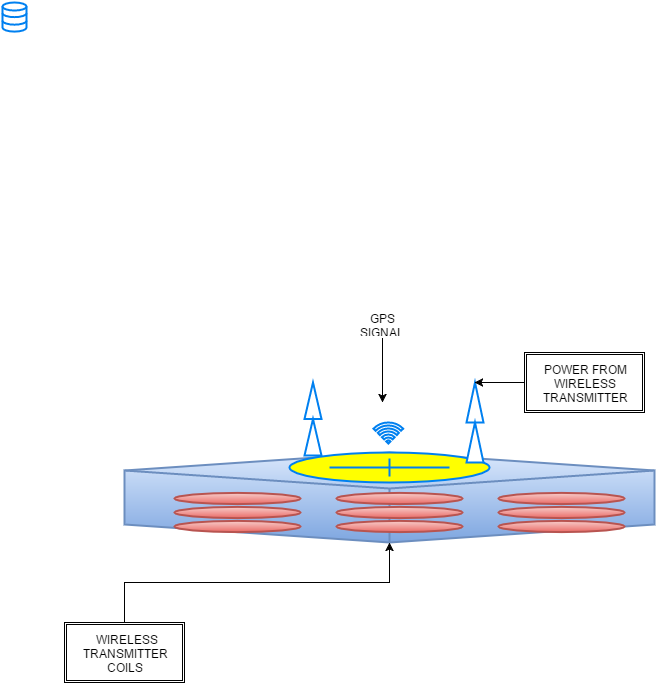 GPS
SIGNAL
POWER FROM
WIRELESS
TRANSMITTER
WIRELESS
TRANSMITTER
COILS